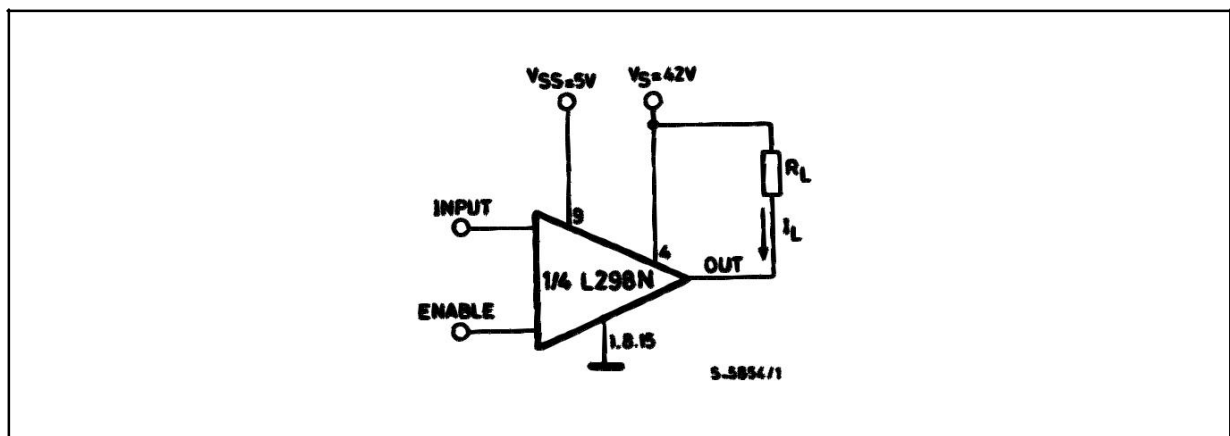 VSS=5V
VS=42V
RL
INPUT
9
IL
4
OUT
1/4 L298N
ENABLE
1.8.15
S-5854/1